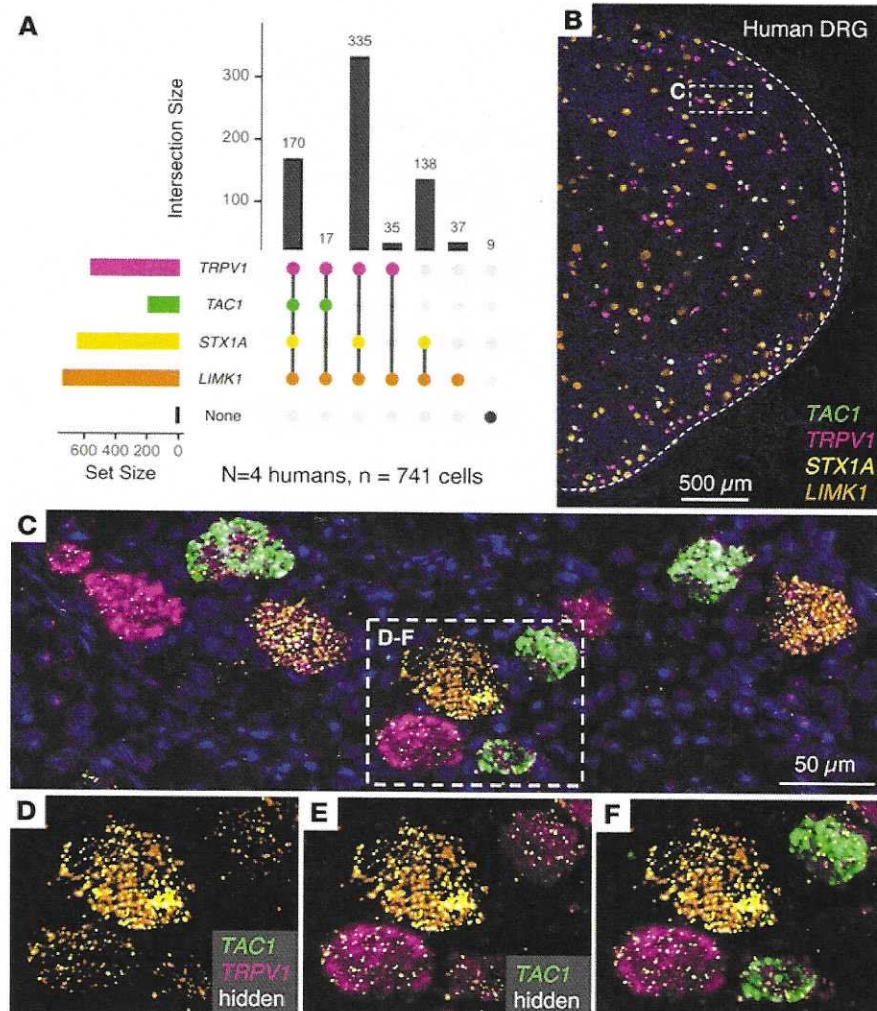 A
Intersection Size
300
200
100
170
17
335
35
138
37
9
TRPV1
TAC1
STX1A
LIMK1
None
600 400 200 0
Set Size
N=4 humans, n = 741 cells
B
Human DRG
C
TAC1
TRPV1
STX1A
LIMK1
500 µm
C
D-F
50 µm
D
TAC1
TRPV1
hidden
E
TAC1
hidden
F